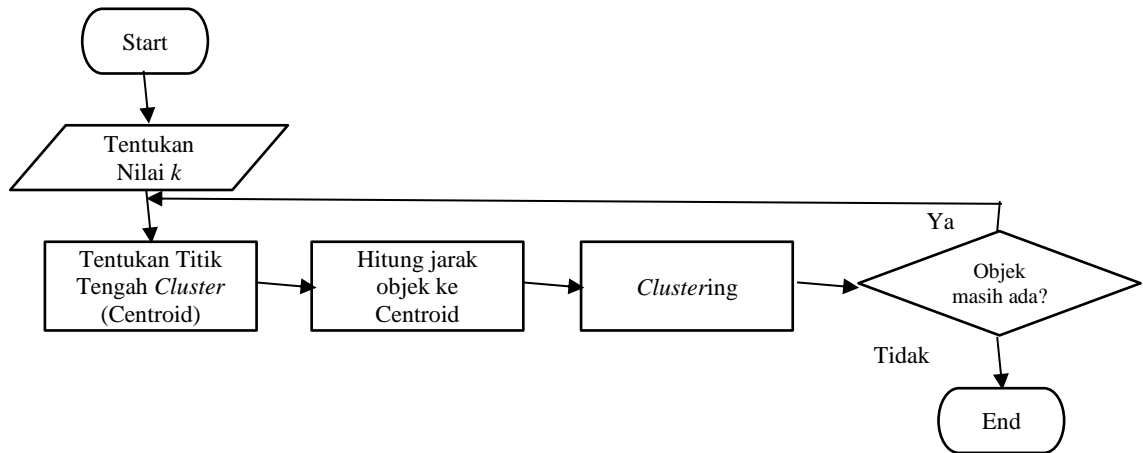 Start
Tentukan
Nilai k
Tentukan Titik
Tengah Cluster
(Centroid)
Hitung jarak
objek ke
Centroid
Clustering
Ya
Objek
masih ada?
Tidak
End